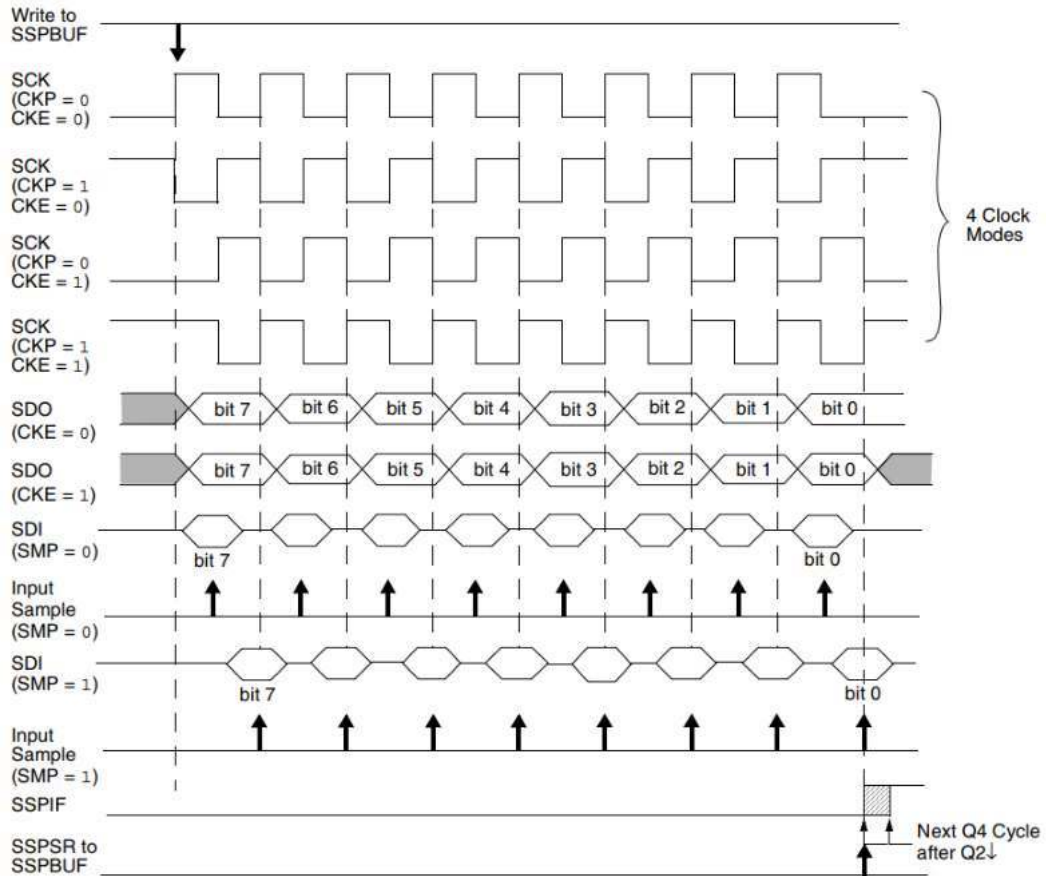 Write to
SSPBUF
SCK
(CKP = 0
CKE = 0)
SCK
(CKP = 1
CKE = 0)
SCK
(CKP = 0
CKE = 1)
SCK
(CKP = 1
CKE = 1)
4 Clock
Modes
SDO
(CKE = 0)
bit 7 bit 6 bit 5 bit 4 bit 3 bit 2 bit 1 bit 0
SDO
(CKE = 1)
bit 7 bit 6 bit 5 bit 4 bit 3 bit 2 bit 1 bit 0
SDI
(SMP = 0)
bit 7 bit 0
Input
Sample
(SMP = 0)
SDI
(SMP = 1)
bit 7 bit 0
Input
Sample
(SMP = 1)
SSPIF
Next Q4 Cycle
after Q2↓
SSPSR to
SSPBUF